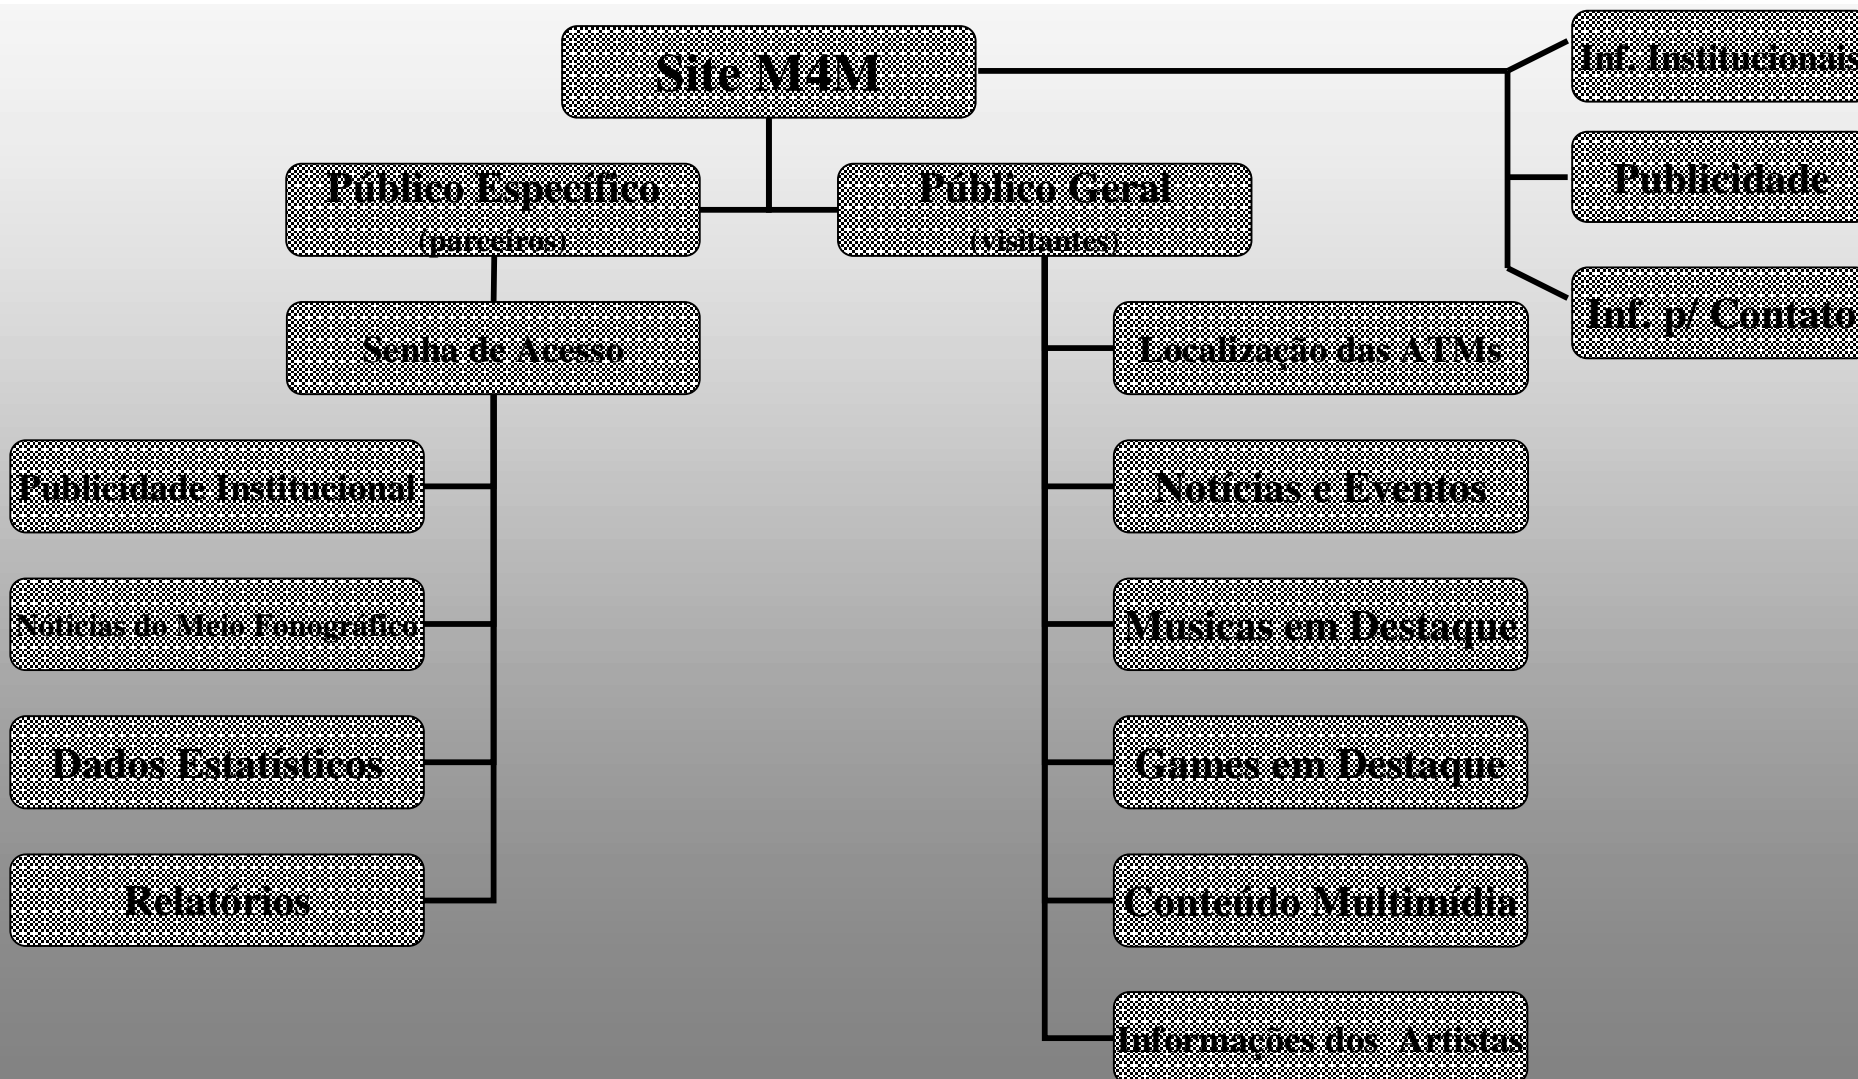 Site M4M
Inf. Institucionais
Publicidade
Inf. p/ Contato
Público Específico
(parceiros)
Público Geral
(visitantes)
Senha de Acesso
Localização das ATMs
Publicidade Institucional
Notícias e Eventos
Noticias do Meio Fonográfico
Musicas em Destaque
Dados Estatísticos
Games em Destaque
Relatórios
Conteúdo Multimídia
Informações dos Artistas